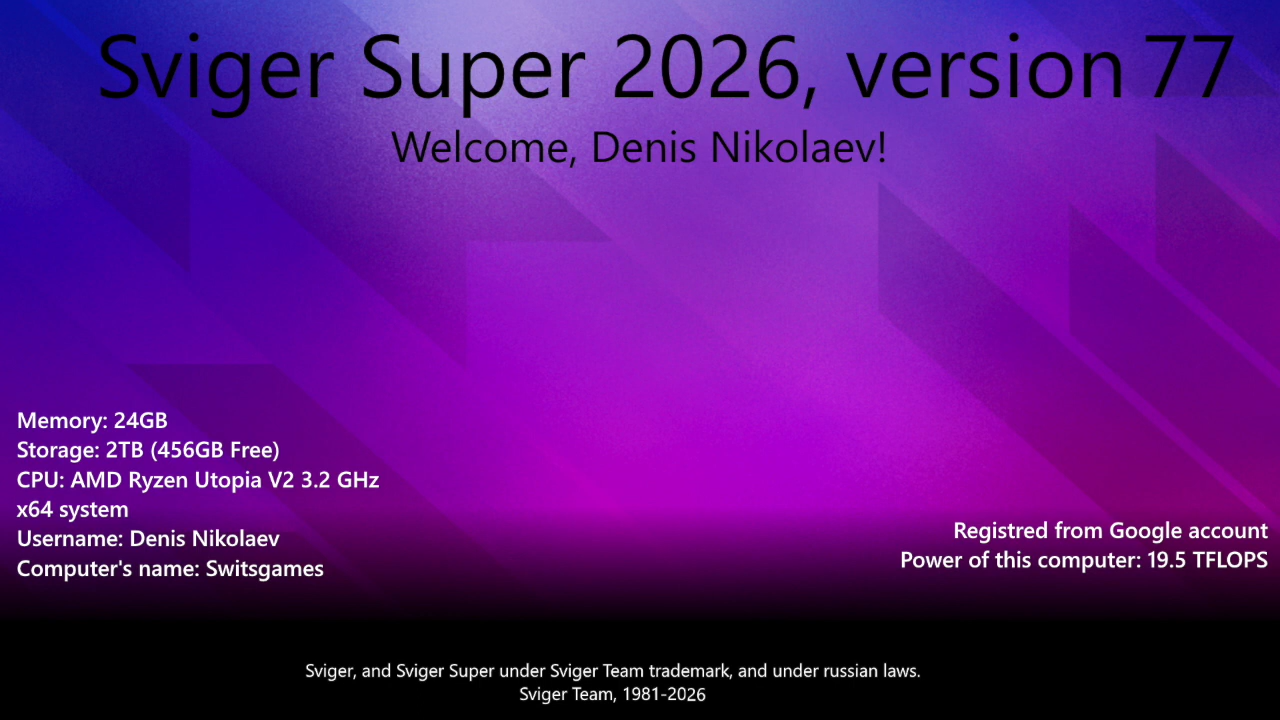 Sviger Super 2026, version 77
Welcome, Denis Nikolaev!
Memory: 24GB
Storage: 2TB (456GB Free)
CPU: AMD Ryzen Utopia V2 3.2 GHz
x64 system
Username: Denis Nikolaev
Computer's name: Switsgames
Registred from Google account
Power of this computer: 19.5 TFLOPS
Sviger, and Sviger Super under Sviger Team trademark, and under russian laws.
Sviger Team, 1981-2026